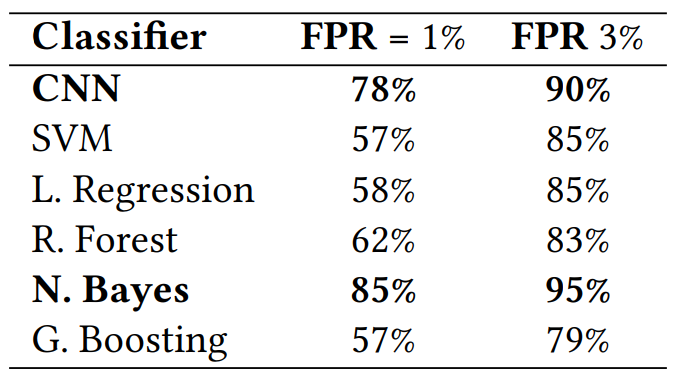 Classifier FPR = 1% FPR 3%
CNN 78% 90%
SVM 57% 85%
L. Regression 58% 85%
R. Forest 62% 83%
N. Bayes 85% 95%
G. Boosting 57% 79%